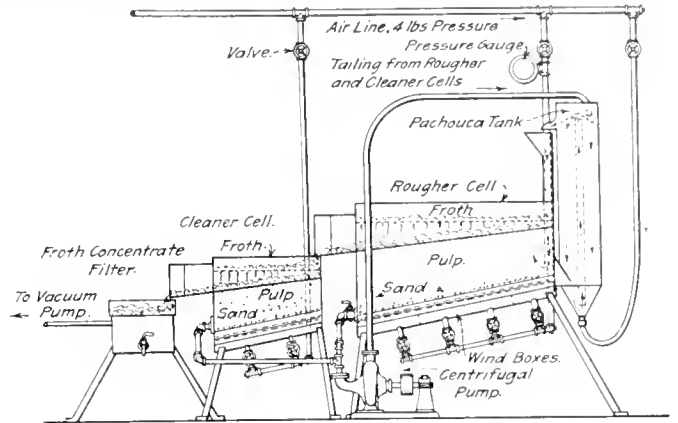 Air Line, 4 lbs Pressure
Pressure Gauge
Valve
Tailing from Rougher
and Cleaner Cells
Pachouca Tank
Rougher Cell
Froth
Cleaner Cell.
Froth
Froth Concentrate
Filter.
Pulp.
Pulp
To Vacuum
Pump.
Sand
Sand
Wind Boxes.
Centrifugal
Pump.